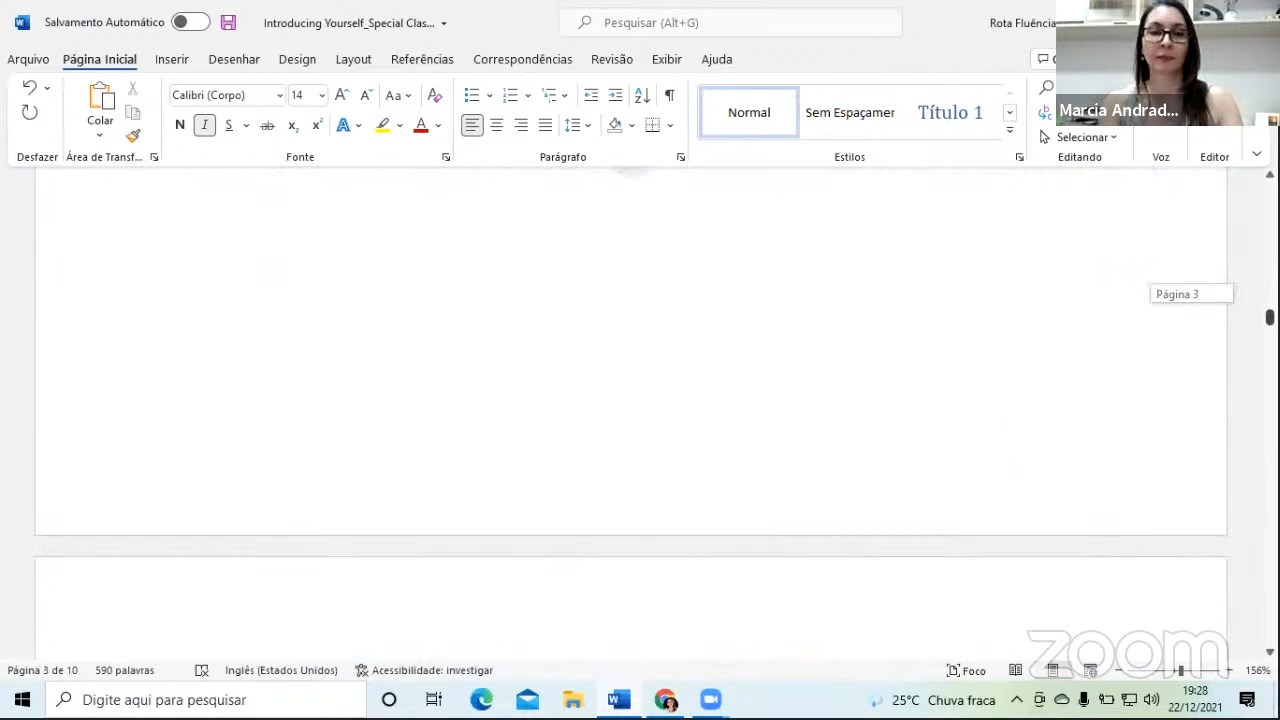 Salvamento Automático
Introducing Yourself_Special Clas...
Pesquisar (Alt+G)
Rota Fluência
Arquivo Página Inicial Inserir Desenhar Design Layout Referências Correspondências Revisão Exibir Ajuda
Marcia Andrad...
Colar
Calibri (Corpo) 14
N I S ab x₂ x²
Normal
Sem Espaçamer
Título 1
Selecionar
Desfazer Área de Transf... Fonte Parágrafo Estilos Editando Voz Editor
Página 3
zoom
Página 3 de 10 590 palavras Inglês (Estados Unidos) Acessibilidade: investigar Foco 156%
Digite aqui para pesquisar
25°C Chuva fraca
19:28
22/12/2021